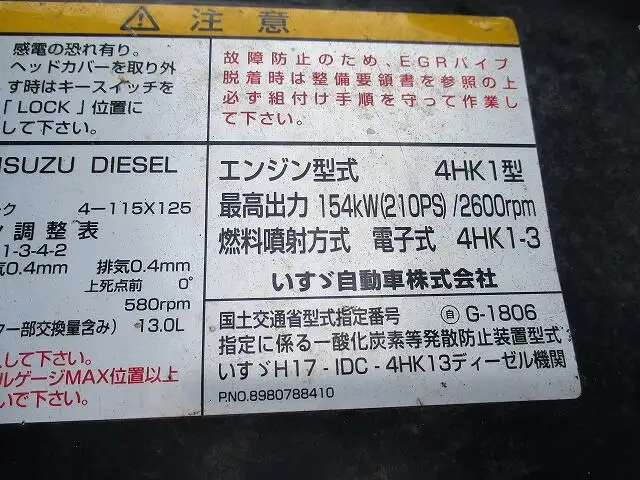 注意
感電の恐れ有り。
ヘッドカバーを取り外
す時はキースイッチを
「LOCK」位置に
して下さい。
故障防止のため、EGRパイプ
脱着時は整備要領書を参照の上
必ず組付け手順を守って作業し
て下さい。
ISUZU DIESEL
4-115X125
調整表
1-3-4-2
0.4mm 排気0.4mm
上死点前 0°
580rpm
部交換量含み) 13.0L
して下さい。
ルゲージMAX位置以上
いで下さい。
エンジン型式 4HK1型
最高出力 154kW(210PS)/2600rpm
燃料噴射方式 電子式 4HK1-3
いすゞ自動車株式会社
国土交通省型式指定番号 自 G-1806
指定に係る一酸化炭素等発散防止装置型式
いすゞH17-IDC-4HK13ディーゼル機関
P.NO.8980788410